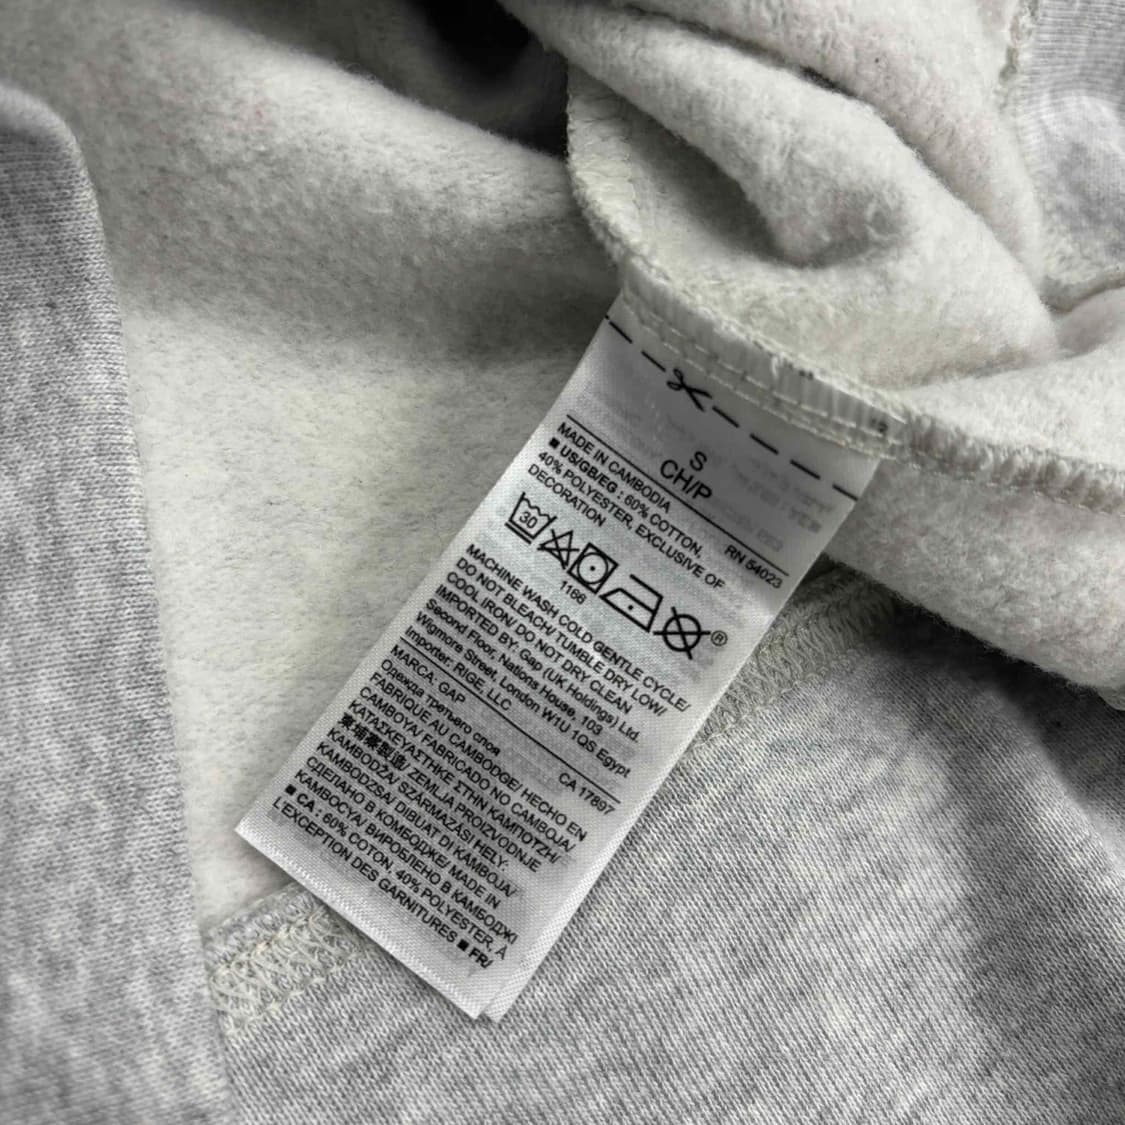 S
CH/P
MADE IN CAMBODIA RN 54023
■ US/GB/EG : 60% COTTON,
40% POLYESTER, EXCLUSIVE OF
DECORATION
30
®
1166
MACHINE WASH COLD GENTLE CYCLE/
DO NOT BLEACH/ TUMBLE DRY LOW/
COOL IRON/ DO NOT DRY CLEAN
IMPORTED BY: Gap (UK Holdings) Ltd.
Second Floor, Nations House, 103
Wigmore Street, London W1U 1QS Egypt
Importer: RIGE, LLC
MARCA, GAP CA 17897
Одежда третьего слоя
FABRIQUE AU CAMBODGE/ HECHO EN
CAMBOYA/ FABRICADO NO CAMBOJA/
ΚΑΤΑΣΚΕΥΑΣΤΗΚΕ ΣΤΗΝ ΚΑΜΠΟΤΖΗ/
柬埔寨製造/ ZEMLJA PROIZVODNJE
KAMBODŽA/ SZÁRMAZÁSI HELY:
KAMBODZSA/ DIBUAT DI KAMBOJA/
СДЕЛАНО В КОМБОДЖЕ/ MADE IN
KAMBOCYA/ ВИРОБЛЕНО В КАМБОДЖІ
■ CA : 60% COTON, 40% POLYESTER, À
L'EXCEPTION DES GARNITURES ■ FR/